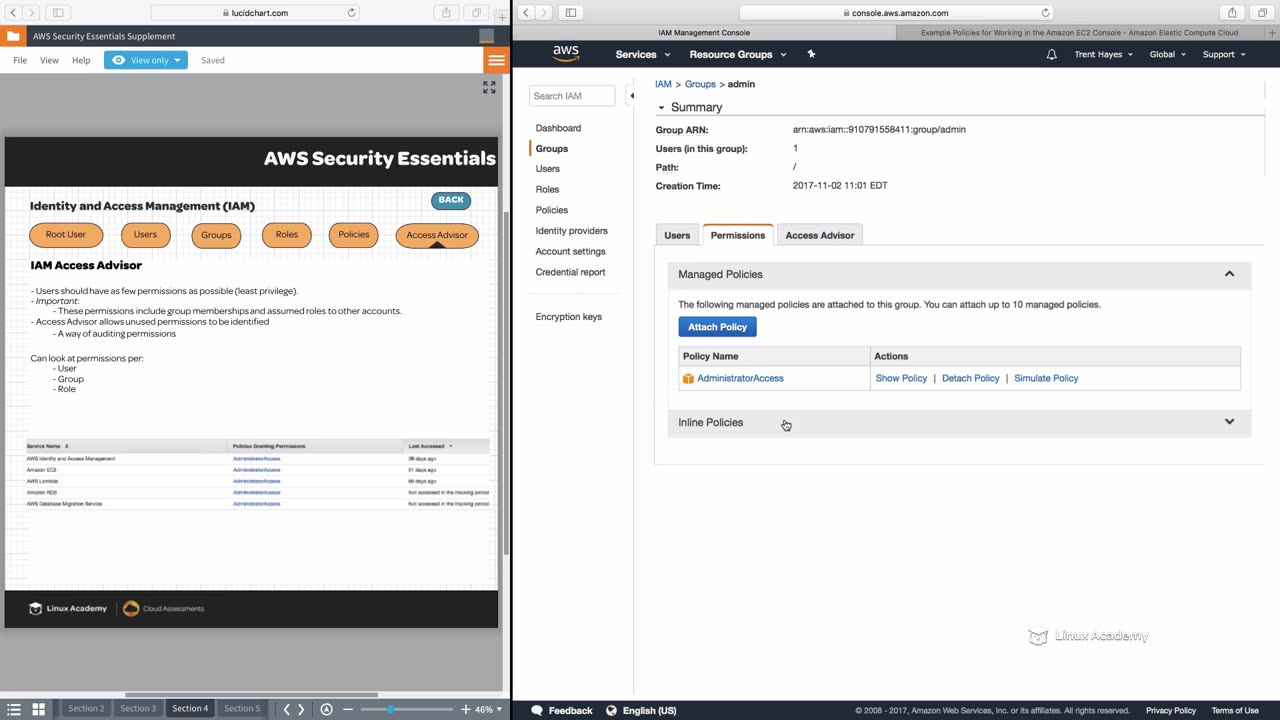 lucidchart.com
AWS Security Essentials Supplement
File View Help View only Saved
AWS Security Essentials
Identity and Access Management (IAM)
BACK
Root User Users Groups Roles Policies Access Advisor
IAM Access Advisor
- Users should have as few permissions as possible (least privilege).
- Important:
- These permissions include group memberships and assumed roles to other accounts.
- Access Advisor allows unused permissions to be identified
- A way of auditing permissions
Can look at permissions per:
- User
- Group
- Role
Service Name Policies Granting Permissions Last Accessed
AWS Identity and Access Management AdministratorAccess 39 days ago
Amazon EC2 AdministratorAccess 51 days ago
AWS Lambda AdministratorAccess 60 days ago
Amazon RDS AdministratorAccess Not accessed in the tracking period
AWS Database Migration Service AdministratorAccess Not accessed in the tracking period
Linux Academy Cloud Assessments
Section 2 Section 3 Section 4 Section 5 46%
console.aws.amazon.com
IAM Management Console Example Policies for Working in the Amazon EC2 Console - Amazon Elastic Compute Cloud
aws Services Resource Groups Trent Hayes Global Support
Search IAM
Dashboard
Groups
Users
Roles
Policies
Identity providers
Account settings
Credential report
Encryption keys
IAM > Groups > admin
Summary
Group ARN: arn:aws:iam::910791558411:group/admin
Users (in this group): 1
Path: /
Creation Time: 2017-11-02 11:01 EDT
Users Permissions Access Advisor
Managed Policies
The following managed policies are attached to this group. You can attach up to 10 managed policies.
Attach Policy
Policy Name Actions
AdministratorAccess Show Policy | Detach Policy | Simulate Policy
Inline Policies
Linux Academy
Feedback English (US) © 2008 - 2017, Amazon Web Services, Inc. or its affiliates. All rights reserved. Privacy Policy Terms of Use